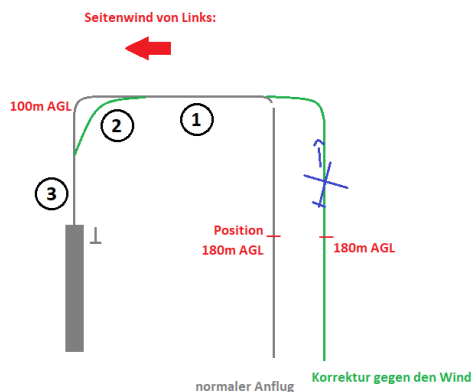 Seitenwind von Links:
100m AGL
2
1
3
Position
180m AGL
180m AGL
Korrektur gegen den Wind
normaler Anflug